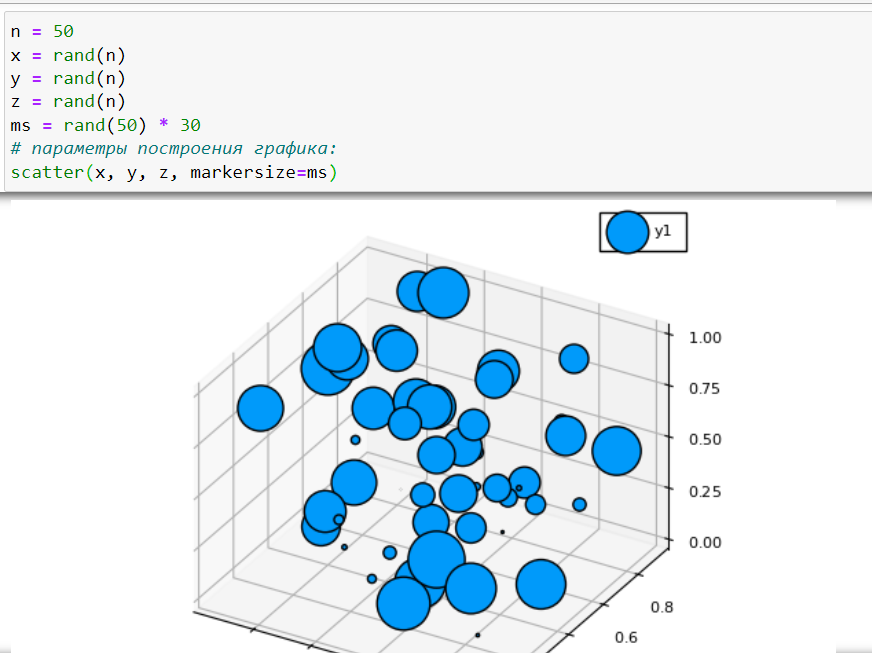 n = 50
x = rand(n)
y = rand(n)
z = rand(n)
ms = rand(50) * 30
# параметры построения графика:
scatter(x, y, z, markersize=ms)
y1
1.00
0.75
0.50
0.25
0.00
0.8
0.6